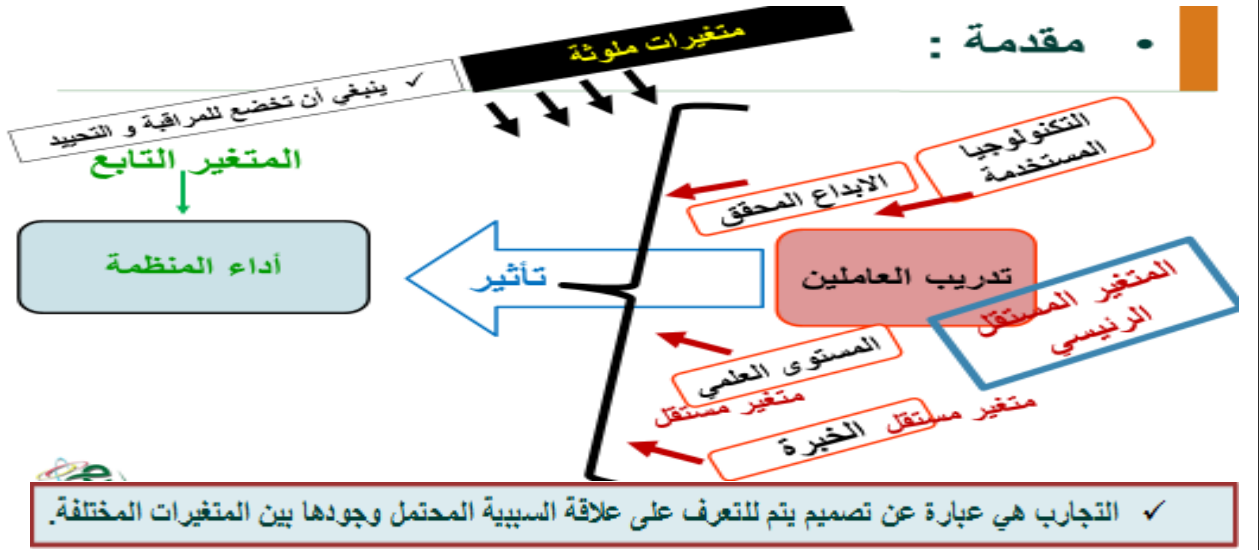 • مقدمة :
متغيرات ملوثة
✓ ينبغي أن تخضع للمراقبة و التحييد
المتغير التابع
أداء المنظمة
تأثير
التكنولوجيا
المستخدمة
الابداع المحقق
تدريب العاملين
المتغير المستقل
الرئيسي
المستوى العلمي
متغير مستقل
الخبرة
متغير مستقل
✓ التجارب هي عبارة عن تصميم يتم للتعرف على علاقة السببية المحتمل وجودها بين المتغيرات المختلفة.